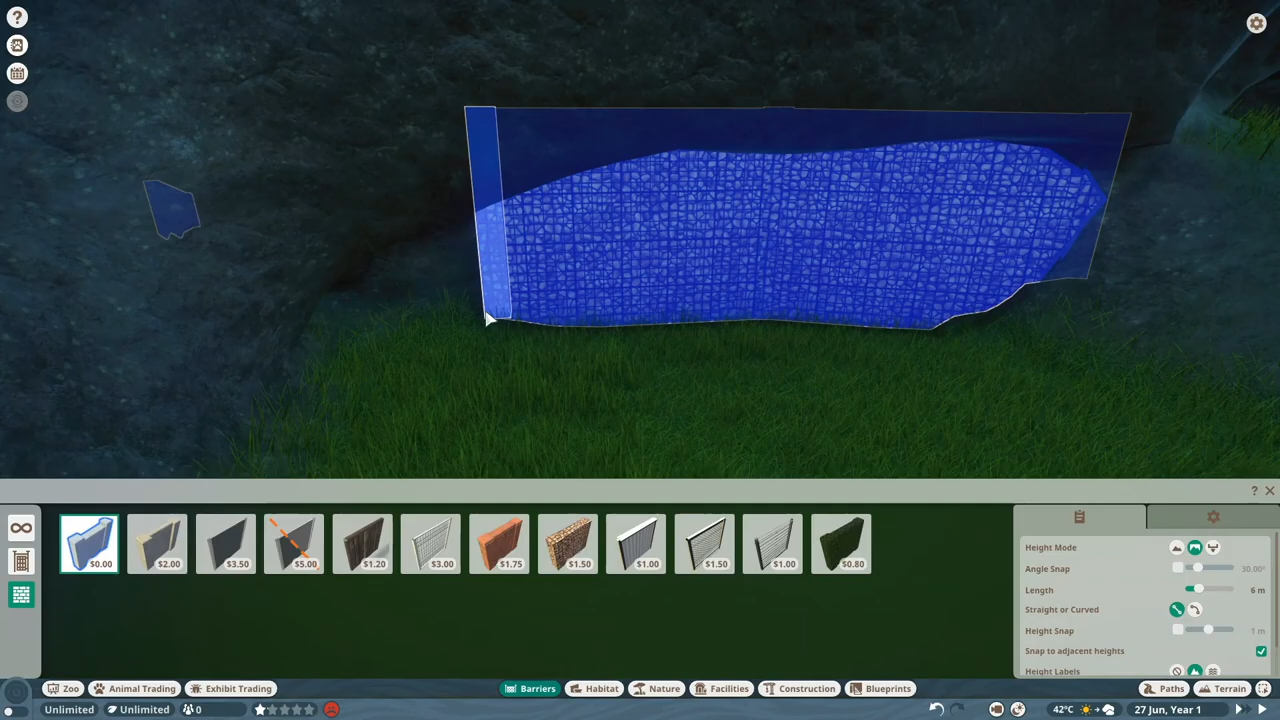 ?
? ×
$0.00 $2.00 $3.50 $5.00 $1.20 $3.00 $1.75 $1.50 $1.00 $1.50 $1.00 $0.80
Height Mode
Angle Snap 30.00°
Length 6 m
Straight or Curved
Height Snap 1 m
Snap to adjacent heights
Height Labels
Zoo Animal Trading Exhibit Trading Barriers Habitat Nature Facilities Construction Blueprints Paths Terrain
Unlimited Unlimited 0 42°C 27 Jun, Year 1